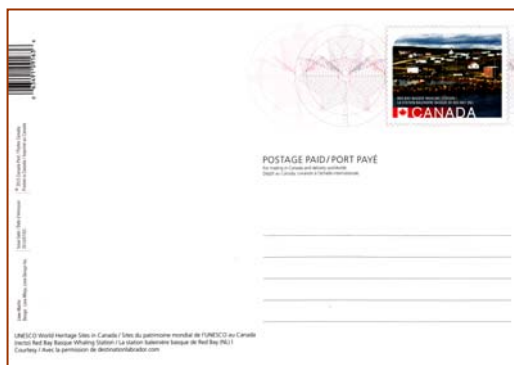 RED BAY BASQUE WHALING STATION /
LA STATION BALEINIÈRE BASQUE DE RED BAY (NL)
CANADA
POSTAGE PAID/PORT PAYÉ
For mailing in Canada and delivery worldwide.
Dépôt au Canada, livraison à l'échelle internationale.
UNESCO World Heritage Sites in Canada / Sites du patrimoine mondial de l'UNESCO au Canada
(recto) Red Bay Basque Whaling Station / La station baleinière basque de Red Bay (NL) |
Courtesy / Avec la permission de destinationlabrador.com